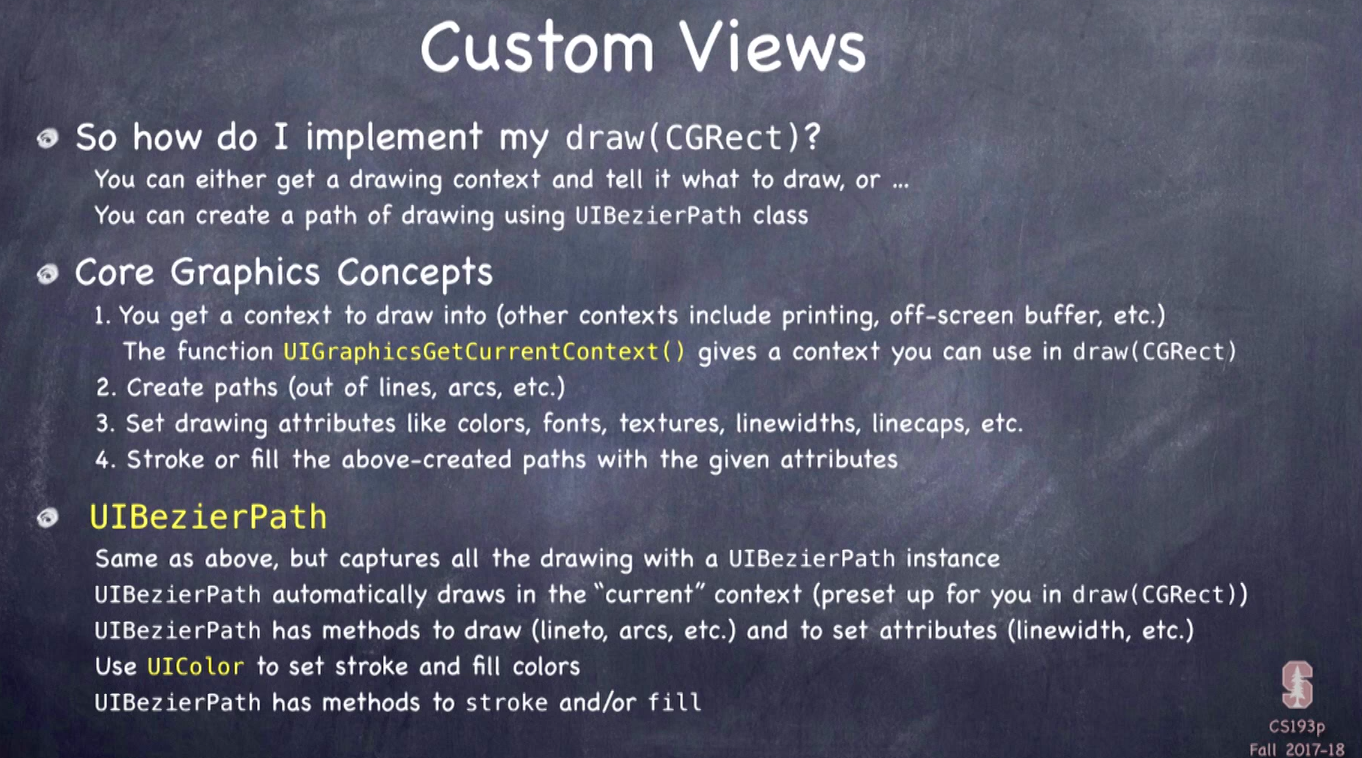 Custom Views
So how do I implement my draw(CGRect)?
You can either get a drawing context and tell it what to draw, or ...
You can create a path of drawing using UIBezierPath class
Core Graphics Concepts
1. You get a context to draw into (other contexts include printing, off-screen buffer, etc.)
The function UIGraphicsGetCurrentContext() gives a context you can use in draw(CGRect)
2. Create paths (out of lines, arcs, etc.)
3. Set drawing attributes like colors, fonts, textures, linewidths, linecaps, etc.
4. Stroke or fill the above-created paths with the given attributes
UIBezierPath
Same as above, but captures all the drawing with a UIBezierPath instance
UIBezierPath automatically draws in the “current” context (preset up for you in draw(CGRect))
UIBezierPath has methods to draw (lineto, arcs, etc.) and to set attributes (linewidth, etc.)
Use UIColor to set stroke and fill colors
UIBezierPath has methods to stroke and/or fill
S
CS193p
Fall 2017-18